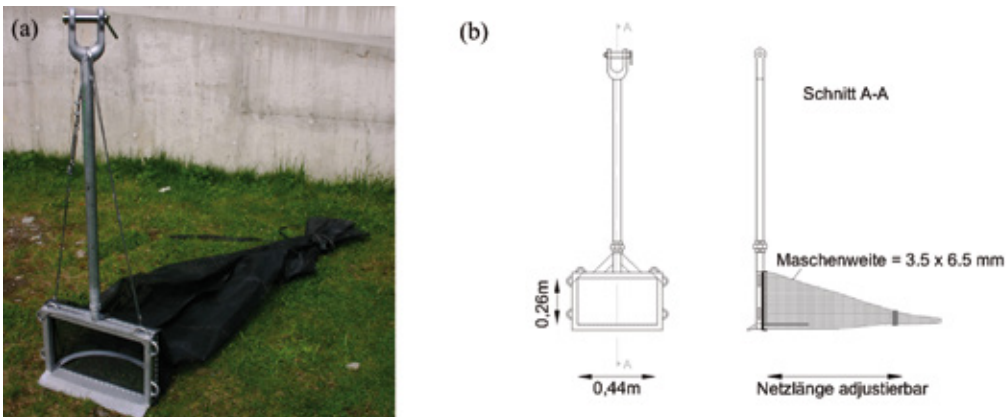 (a)
(b)
A
Schnitt A-A
Maschenweite = 3.5 x 6.5 mm
0,26m
A
0,44m
Netzlänge adjustierbar